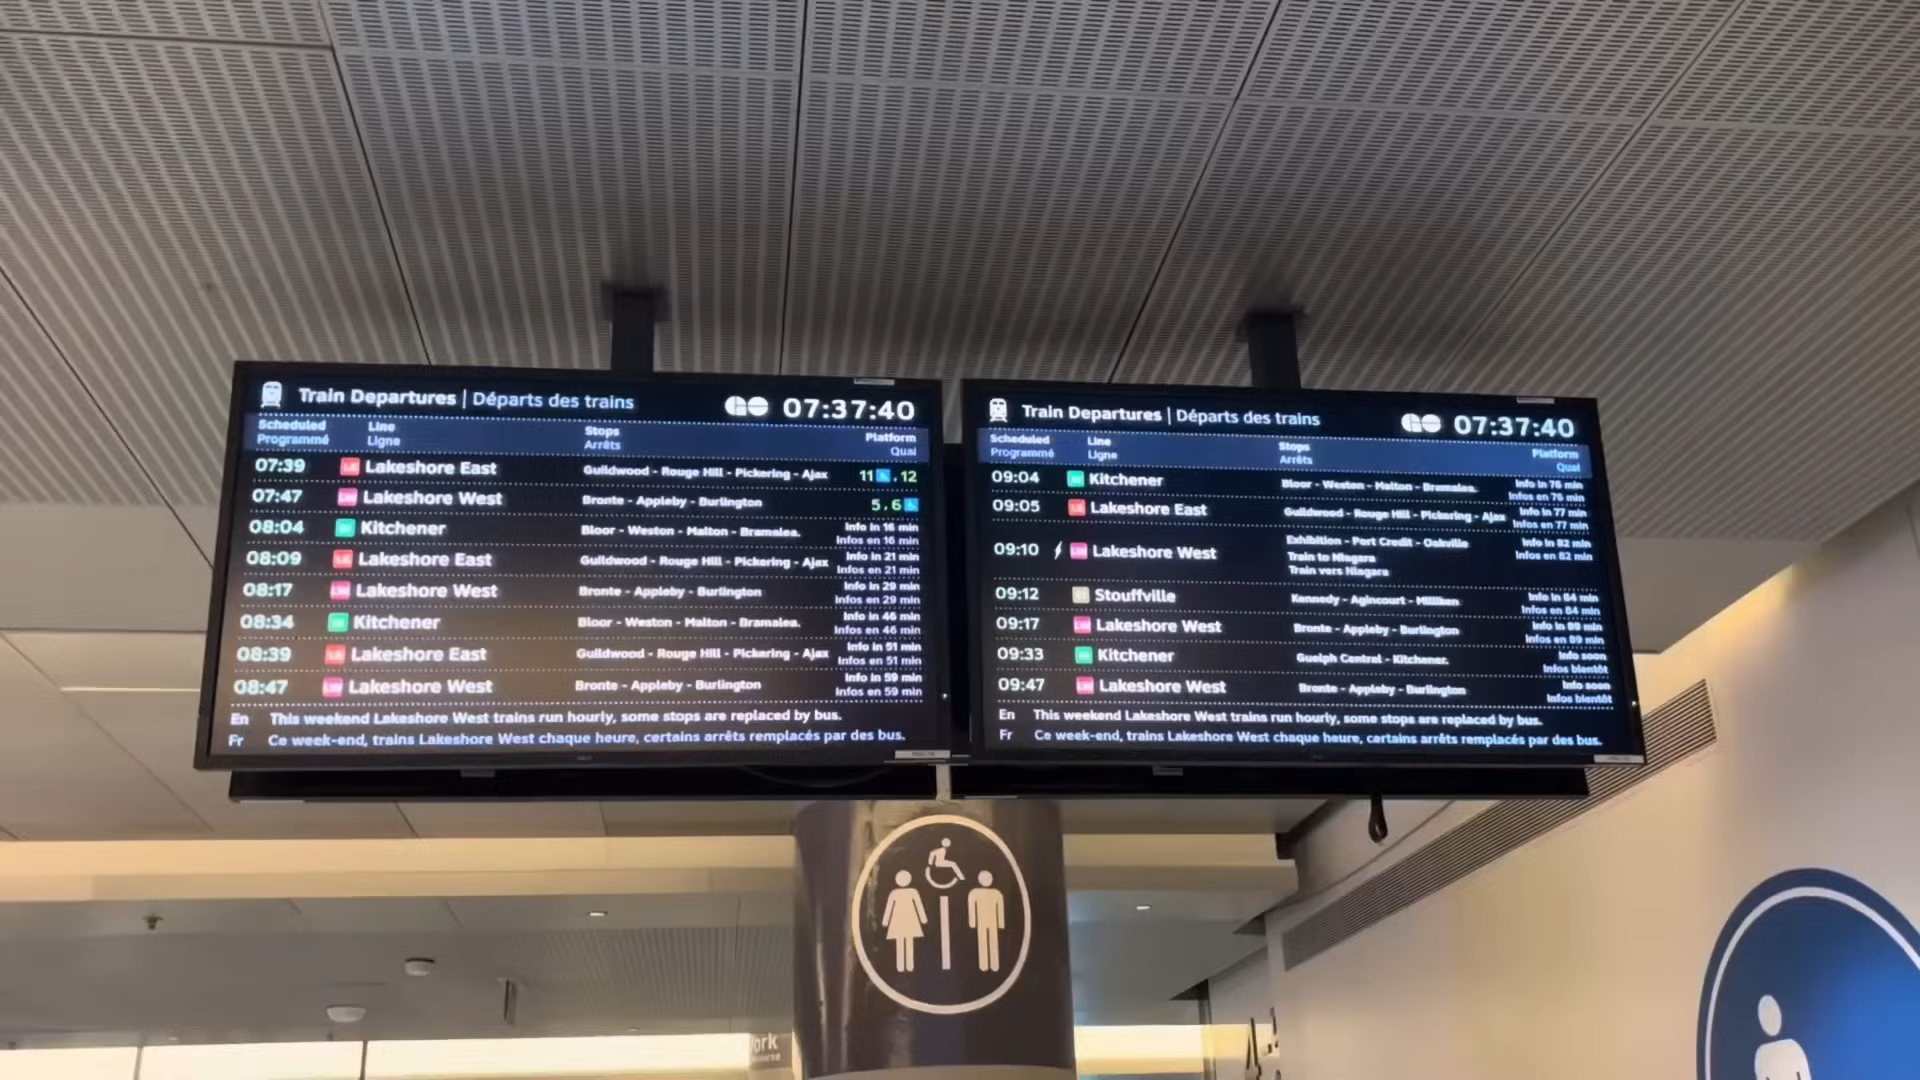 Train Departures | Départs des trains 07:37:40
Scheduled Line Stops Platform
Programmé Ligne Arrêts Quai
07:39 LE Lakeshore East Guildwood - Rouge Hill - Pickering - Ajax 11 , 12
07:47 LW Lakeshore West Bronte - Appleby - Burlington 5 , 6
08:04 Kitchener Bloor - Weston - Malton - Bramalea. Info in 16 min
Infos en 16 min
08:09 LE Lakeshore East Guildwood - Rouge Hill - Pickering - Ajax Info in 21 min
Infos en 21 min
08:17 LW Lakeshore West Bronte - Appleby - Burlington Info in 29 min
Infos en 29 min
08:34 Kitchener Bloor - Weston - Malton - Bramalea. Info in 46 min
Infos en 46 min
08:39 LE Lakeshore East Guildwood - Rouge Hill - Pickering - Ajax Info in 51 min
Infos en 51 min
08:47 LW Lakeshore West Bronte - Appleby - Burlington Info in 59 min
Infos en 59 min
En This weekend Lakeshore West trains run hourly, some stops are replaced by bus.
Fr Ce week-end, trains Lakeshore West chaque heure, certains arrêts remplacés par des bus.
Train Departures | Départs des trains 07:37:40
Scheduled Line Stops Platform
Programmé Ligne Arrêts Quai
09:04 Kitchener Bloor - Weston - Malton - Bramalea. Info in 76 min
Infos en 76 min
09:05 LE Lakeshore East Guildwood - Rouge Hill - Pickering - Ajax Info in 77 min
Infos en 77 min
09:10 LW Lakeshore West Exhibition - Port Credit - Oakville Info in 82 min
Train to Niagara Infos en 82 min
Train vers Niagara
09:12 Stouffville Kennedy - Agincourt - Milliken Info in 84 min
Infos en 84 min
09:17 LW Lakeshore West Bronte - Appleby - Burlington Info in 89 min
Infos en 89 min
09:33 Kitchener Guelph Central - Kitchener. Info soon
Infos bientôt
09:47 LW Lakeshore West Bronte - Appleby - Burlington Info soon
Infos bientôt
En This weekend Lakeshore West trains run hourly, some stops are replaced by bus.
Fr Ce week-end, trains Lakeshore West chaque heure, certains arrêts remplacés par des bus.